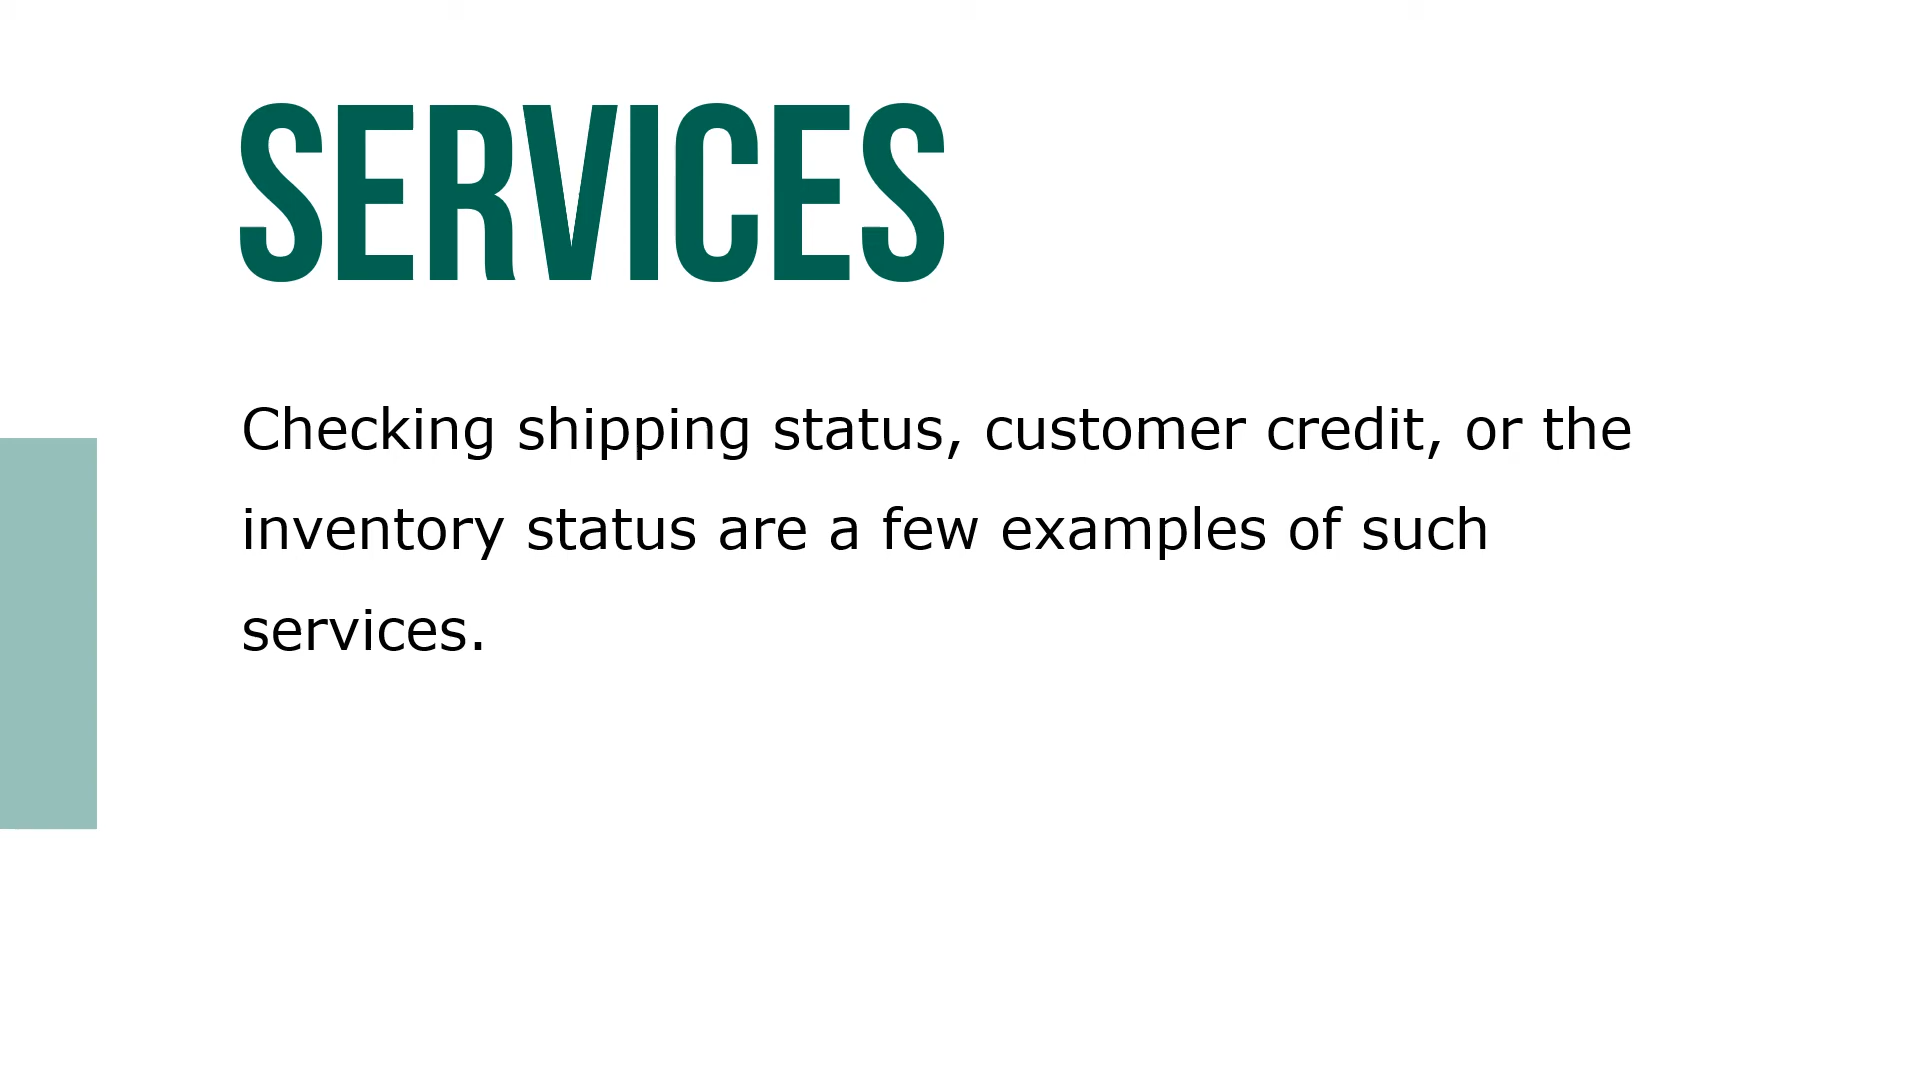 SERVICES
Checking shipping status, customer credit, or the
inventory status are a few examples of such
services.